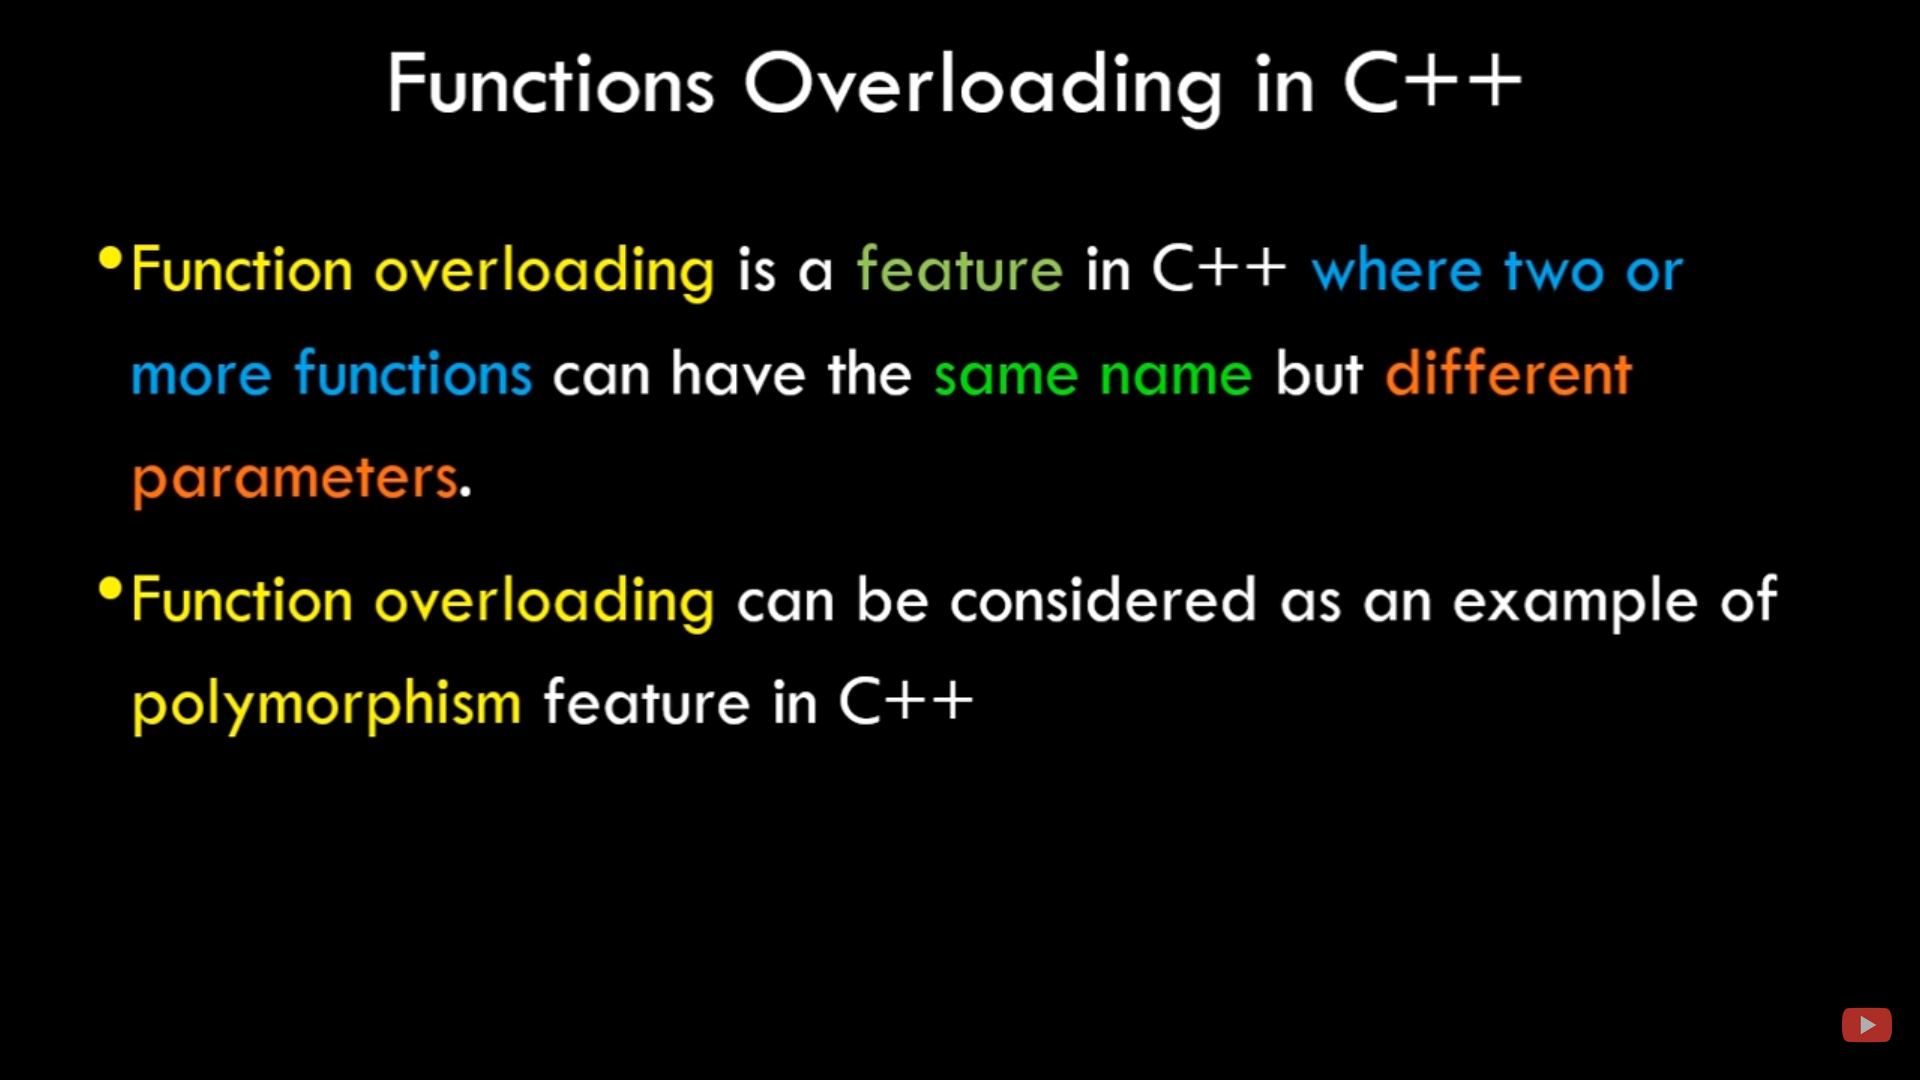 Functions Overloading in C++
•Function overloading is a feature in C++ where two or
more functions can have the same name but different
parameters.
•Function overloading can be considered as an example of
polymorphism feature in C++